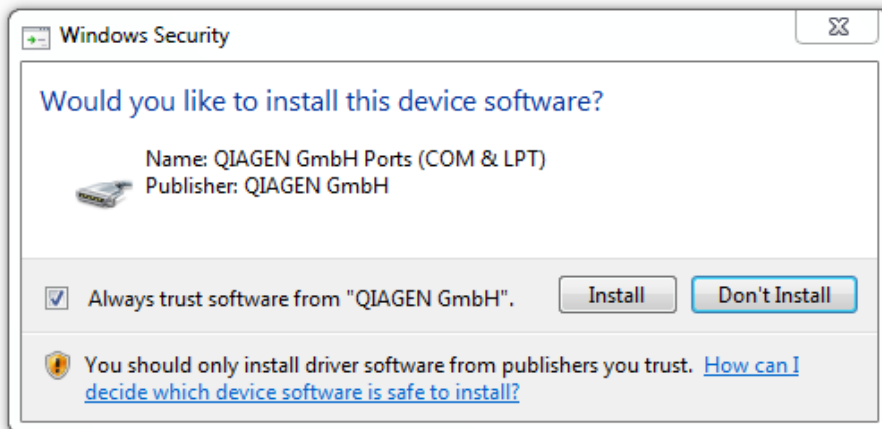 Windows Security
Would you like to install this device software?
Name: QIAGEN GmbH Ports (COM & LPT)
Publisher: QIAGEN GmbH
Always trust software from "QIAGEN GmbH".
Install
Don't Install
You should only install driver software from publishers you trust. How can I
decide which device software is safe to install?